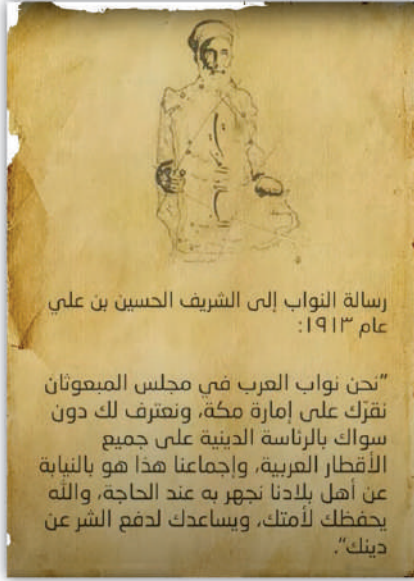 رسالة النواب إلى الشريف الحسين بن علي
عام ١٩١٣:
"نحن نواب العرب في مجلس المبعوثان
نقرّك على إمارة مكة، ونعترف لك دون
سواك بالرئاسة الدينية على جميع
الأقطار العربية، وإجماعنا هذا هو بالنيابة
عن أهل بلادنا نجهر به عند الحاجة، والله
يحفظك لأمتك، ويساعدك لدفع الشر عن
دينك".